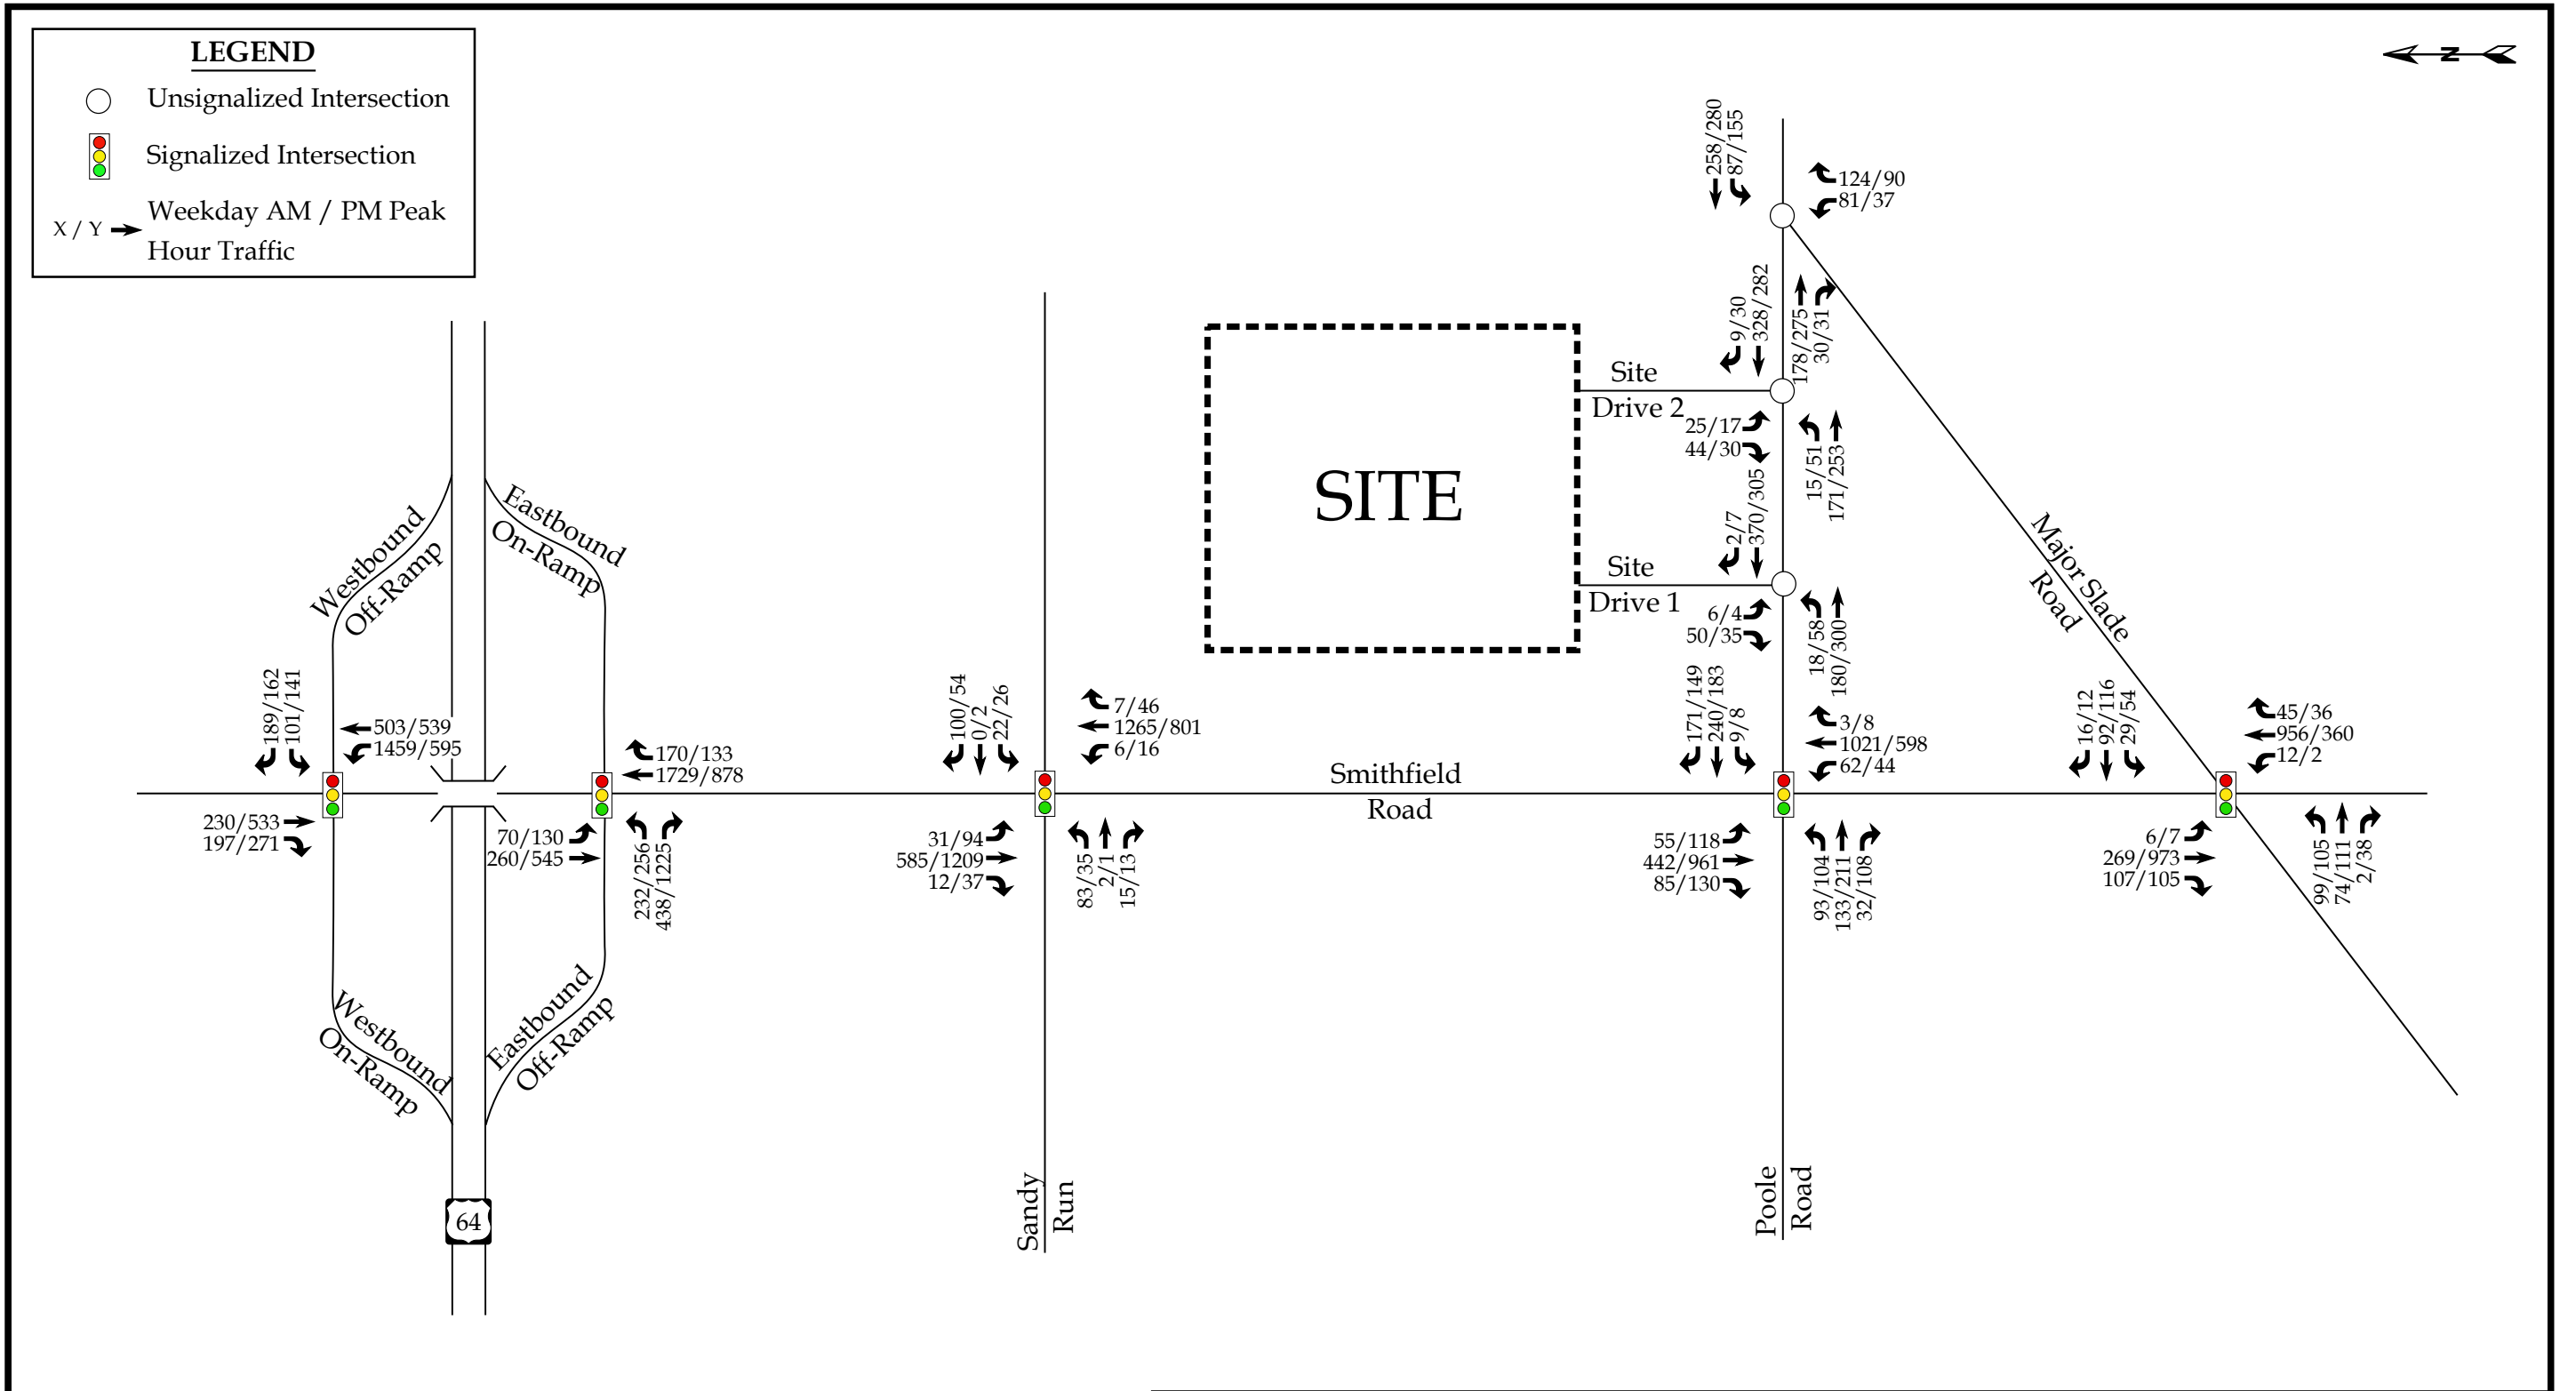 LEGEND
Unsignalized Intersection
Signalized Intersection
X / Y
Weekday AM / PM Peak
Hour Traffic
N
258/280
87/155
124/90
81/37
9/30
328/282
178/275
30/31
Site
Drive 2
25/17
44/30
15/51
171/253
SITE
2/7
370/305
Site
Drive 1
6/4
50/35
18/58
180/300
Major Slade
Road
Westbound
Off-Ramp
Eastbound
On-Ramp
189/162
101/141
503/539
1459/595
230/533
197/271
170/133
1729/878
70/130
260/545
232/256
438/1225
100/54
0/2
22/26
7/46
1265/801
6/16
31/94
585/1209
12/37
83/35
2/1
15/13
Smithfield
Road
171/149
240/183
9/8
3/8
1021/598
62/44
55/118
442/961
85/130
93/104
133/211
32/108
16/12
92/116
29/54
45/36
956/360
12/2
6/7
269/973
107/105
99/105
74/111
2/38
Westbound
On-Ramp
Eastbound
Off-Ramp
64
Sandy
Run
Poole
Road